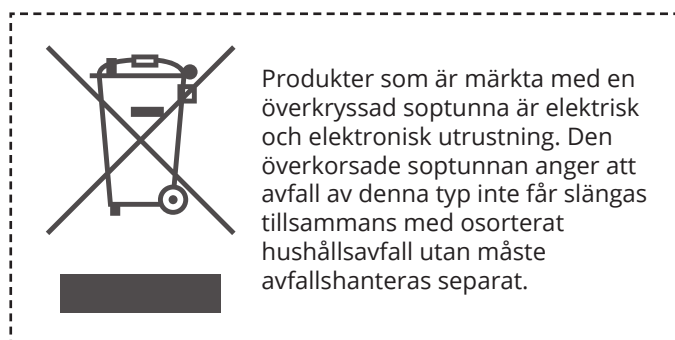 Produkter som är märkta med en
överkryssad soptunna är elektrisk
och elektronisk utrustning. Den
överkorsade soptunnan anger att
avfall av denna typ inte får slängas
tillsammans med osorterat
hushållsavfall utan måste
avfallshanteras separat.